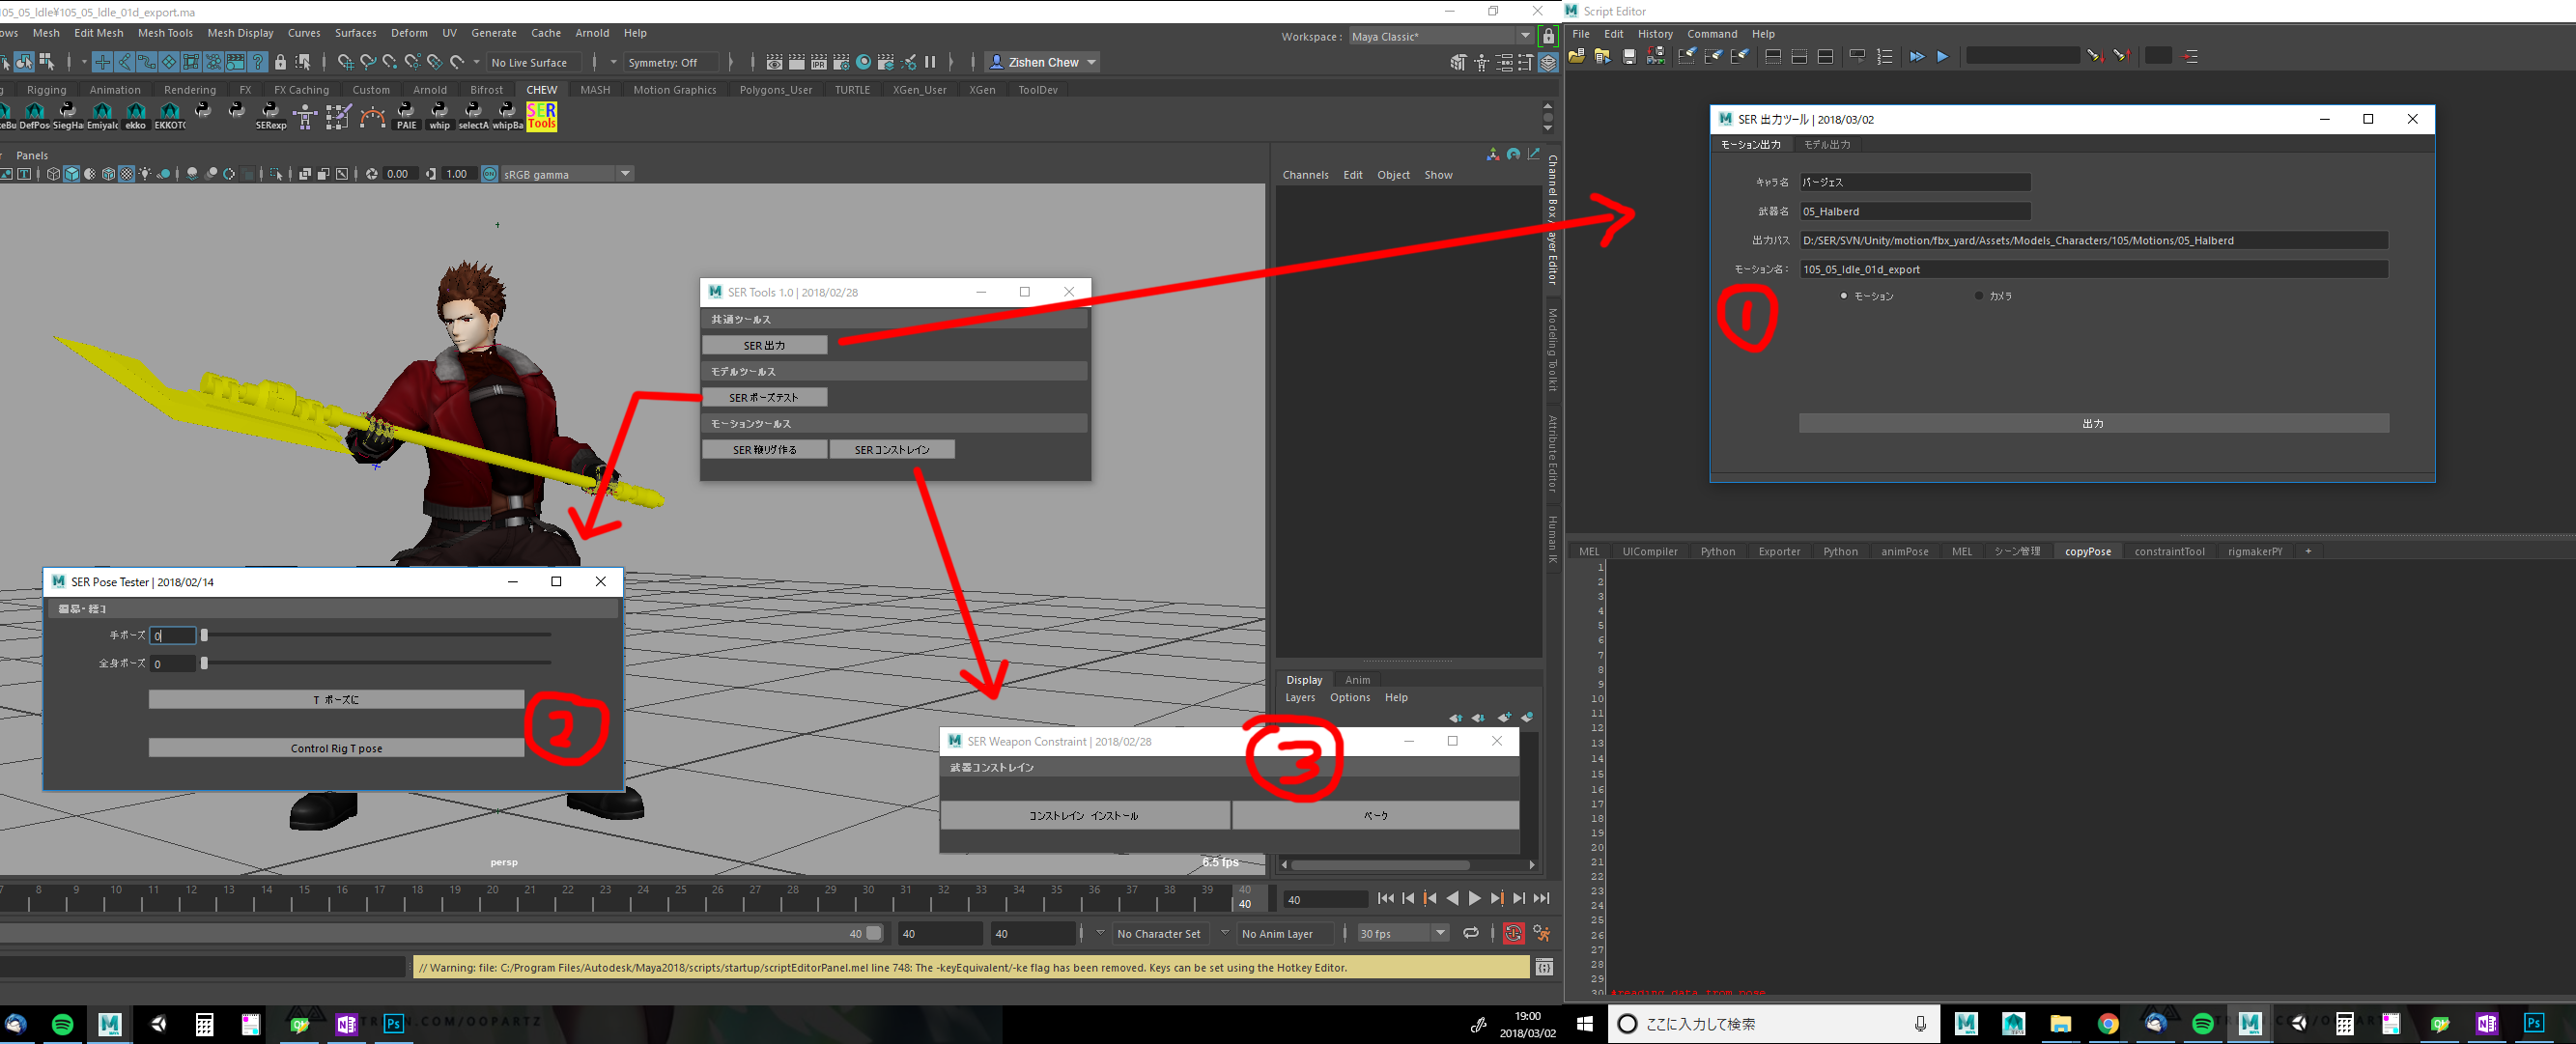 105_05_Idle¥105_05_Idle_01d_export.ma
ows Mesh Edit Mesh Mesh Tools Mesh Display Curves Surfaces Deform UV Generate Cache Arnold Help
Workspace : Maya Classic*
No Live Surface Symmetry: Off Zishen Chew
Rigging Animation Rendering FX FX Caching Custom Arnold Bifrost CHEW MASH Motion Graphics Polygons_User TURTLE XGen_User XGen ToolDev
DefPos SiegHa Emiyalc ekko EKKOTC SERexp PAIE whip selectA whipBa SER Tools
Panels
0.00 1.00 sRGB gamma
Channels Edit Object Show
Channel Box / Layer Editor
Modeling Toolkit
Attribute Editor
Human IK
SER Tools 1.0 | 2018/02/28
共通ツールス
SER 出力
モデルツールス
SER ポーズテスト
モーションツールス
SER 鞭リグ作る SER コンストレイン
SER Pose Tester | 2018/02/14
手ポーズ 0
全身ポーズ 0
T ポーズに
Control Rig T pose
2
SER Weapon Constraint | 2018/02/28
武器コンストレイン
コンストレイン インストール ベーク
3
persp
6.5 fps
Display Anim
Layers Options Help
7 8 9 10 11 12 13 14 15 16 17 18 19 20 21 22 23 24 25 26 27 28 29 30 31 32 33 34 35 36 37 38 39 40
40 40
40 40 40 No Character Set No Anim Layer 30 fps
// Warning: file: C:/Program Files/Autodesk/Maya2018/scripts/startup/scriptEditorPanel.mel line 748: The -keyEquivalent/-ke flag has been removed. Keys can be set using the Hotkey Editor.
Script Editor
File Edit History Command Help
SER 出力ツール | 2018/03/02
モーション出力 モデル出力
キャラ名 バージェス
武器名 05_Halberd
出力パス D:/SER/SVN/Unity/motion/fbx_yard/Assets/Models_Characters/105/Motions/05_Halberd
モーション名: 105_05_Idle_01d_export
モーション カメラ
1
出力
MEL UICompiler Python Exporter Python animPose MEL シーン管理 copyPose constraintTool rigmakerPY +
1
2
3
4
5
6
7
8
9
10
11
12
13
14
15
16
17
18
19
20
21
22
23
24
25
26
27
28
29
30 #reading data from pose
.COM/OOPARTZ
19:00
2018/03/02
ここに入力して検索